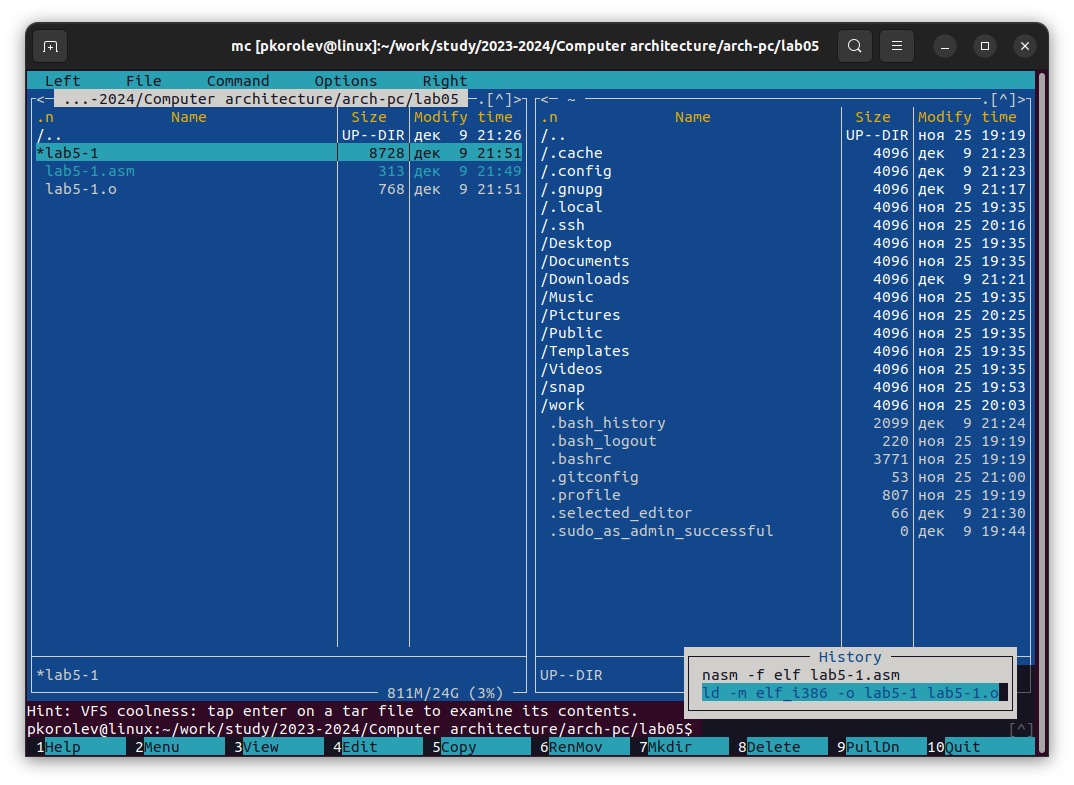 mc [pkorolev@linux]:~/work/study/2023-2024/Computer architecture/arch-pc/lab05
Left File Command Options Right
<─ ...-2024/Computer architecture/arch-pc/lab05 ─.[^]>
.n Name Size Modify time
/.. UP--DIR дек 9 21:26
*lab5-1 8728 дек 9 21:51
lab5-1.asm 313 дек 9 21:49
lab5-1.o 768 дек 9 21:51
*lab5-1
811M/24G (3%)
<─ ~ ─.[^]>
.n Name Size Modify time
/.. UP--DIR ноя 25 19:19
/.cache 4096 дек 9 21:23
/.config 4096 дек 9 21:23
/.gnupg 4096 дек 9 21:17
/.local 4096 ноя 25 19:35
/.ssh 4096 ноя 25 20:16
/Desktop 4096 ноя 25 19:35
/Documents 4096 ноя 25 19:35
/Downloads 4096 дек 9 21:21
/Music 4096 ноя 25 19:35
/Pictures 4096 ноя 25 20:25
/Public 4096 ноя 25 19:35
/Templates 4096 ноя 25 19:35
/Videos 4096 ноя 25 19:35
/snap 4096 ноя 25 19:53
/work 4096 ноя 25 20:03
.bash_history 2099 дек 9 21:24
.bash_logout 220 ноя 25 19:19
.bashrc 3771 ноя 25 19:19
.gitconfig 53 ноя 25 21:00
.profile 807 ноя 25 19:19
.selected_editor 66 дек 9 21:30
.sudo_as_admin_successful 0 дек 9 19:44
UP--DIR
History
nasm -f elf lab5-1.asm
ld -m elf_i386 -o lab5-1 lab5-1.o
Hint: VFS coolness: tap enter on a tar file to examine its contents.
pkorolev@linux:~/work/study/2023-2024/Computer architecture/arch-pc/lab05$ [^]
1Help 2Menu 3View 4Edit 5Copy 6RenMov 7Mkdir 8Delete 9PullDn 10Quit